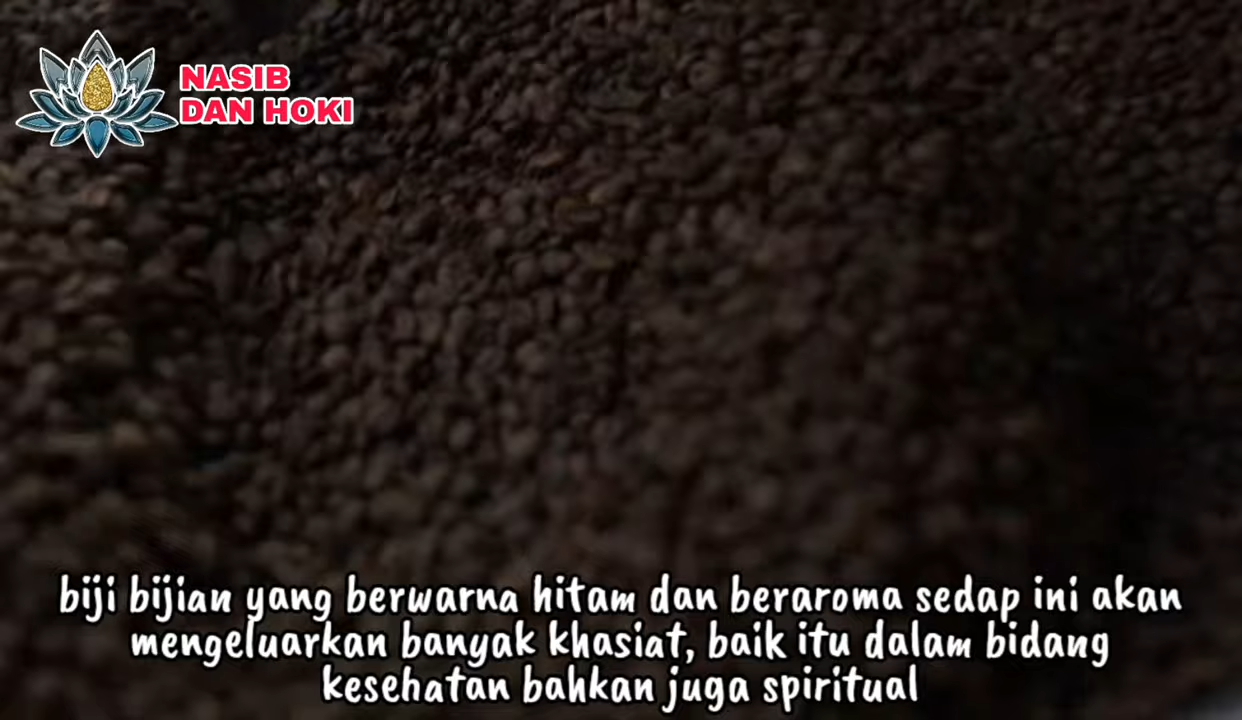 NASIB
DAN HOKI
biji bijian yang berwarna hitam dan beraroma sedap ini akan
mengeluarkan banyak khasiat, baik itu dalam bidang
kesehatan bahkan juga spiritual